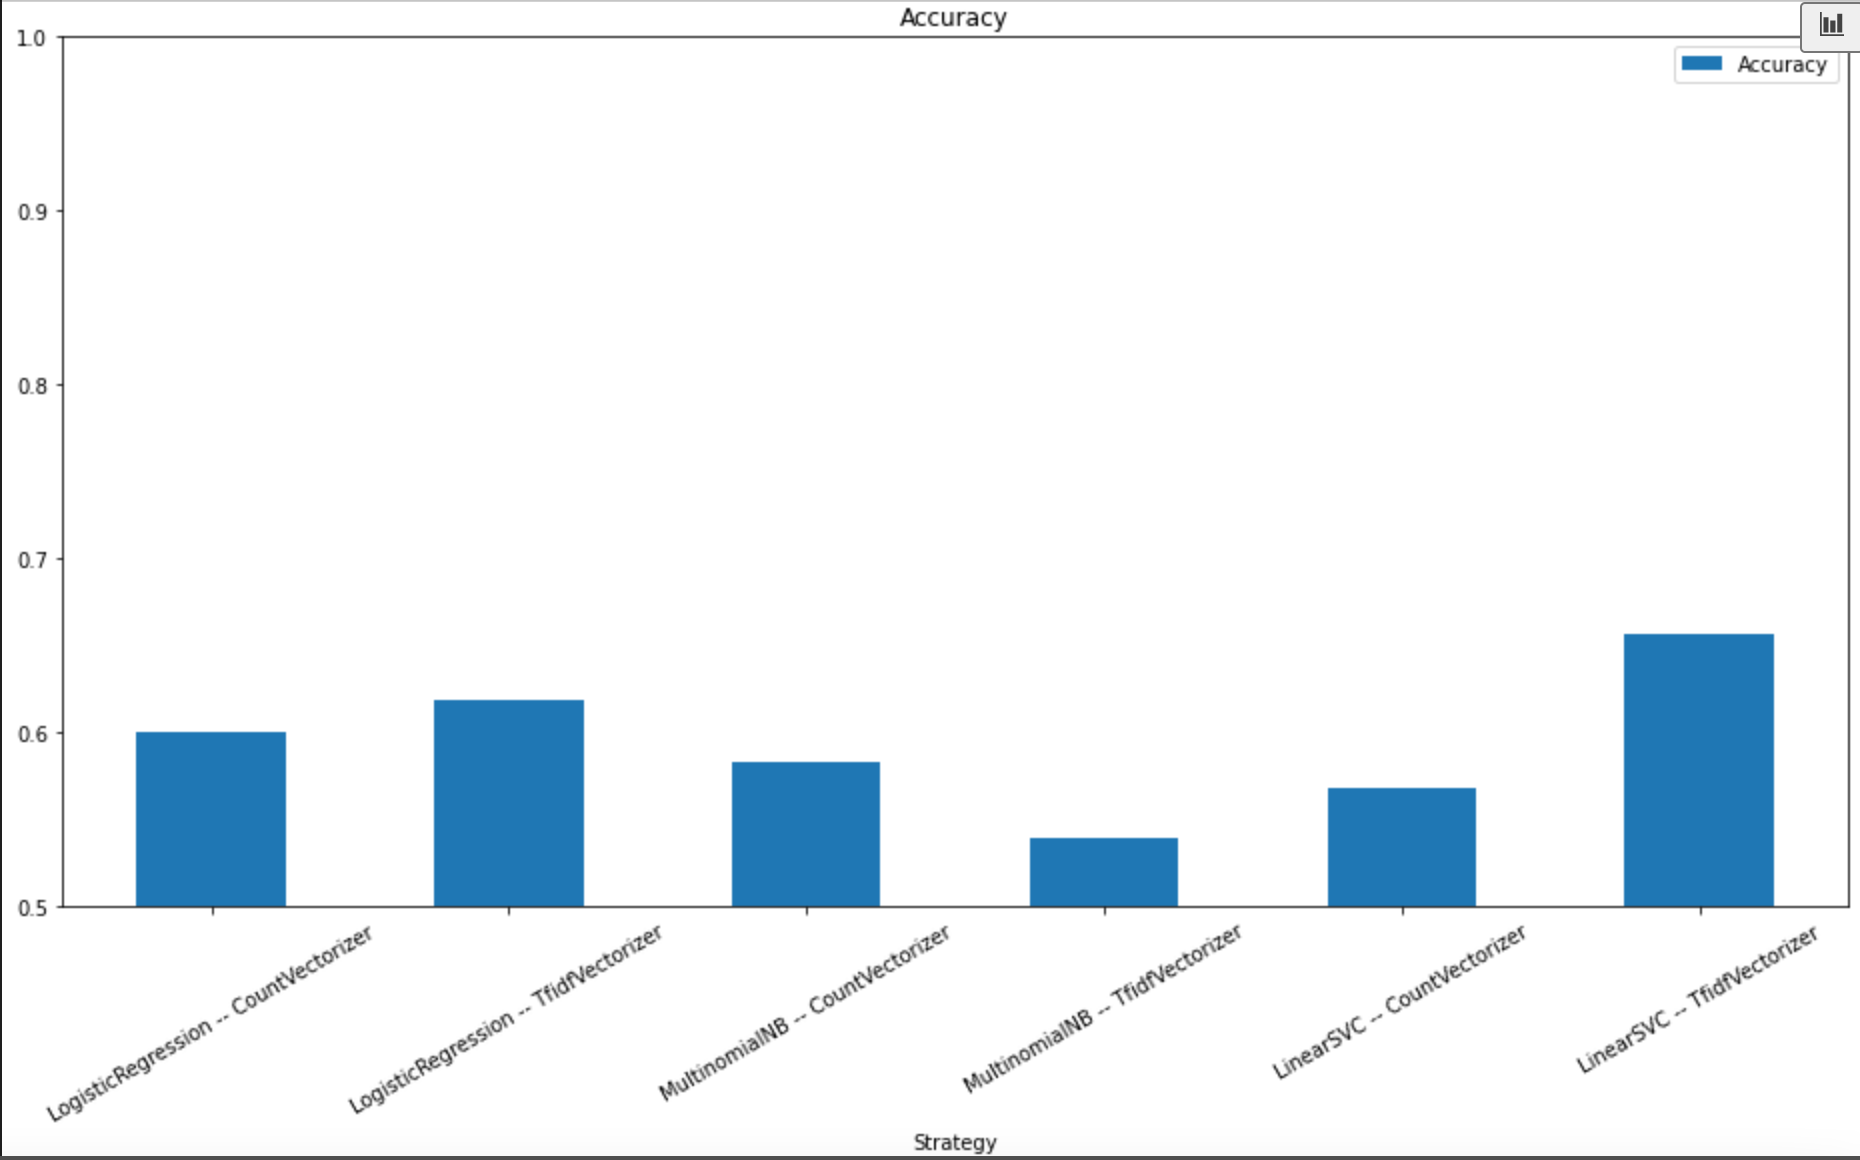 Accuracy
1.0
Accuracy
0.9
0.8
0.7
0.6
0.5
LogisticRegression -- CountVectorizer
LogisticRegression -- TfidfVectorizer
MultinomialNB -- CountVectorizer
MultinomialNB -- TfidfVectorizer
LinearSVC -- CountVectorizer
LinearSVC -- TfidfVectorizer
Strategy